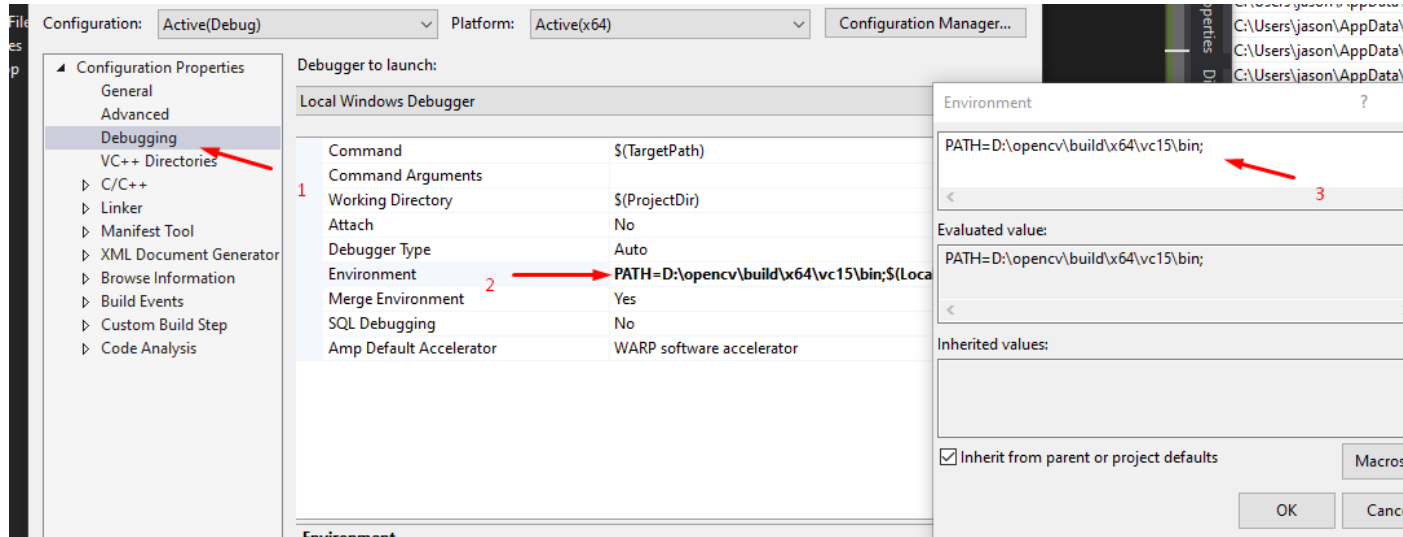 File
es
p
Configuration: Active(Debug) Platform: Active(x64) Configuration Manager...
Configuration Properties
General
Advanced
Debugging
VC++ Directories
C/C++
Linker
Manifest Tool
XML Document Generator
Browse Information
Build Events
Custom Build Step
Code Analysis
1
Debugger to launch:
Local Windows Debugger
Command $(TargetPath)
Command Arguments
Working Directory $(ProjectDir)
Attach No
Debugger Type Auto
Environment 2 PATH=D:\opencv\build\x64\vc15\bin;$(Loca
Merge Environment Yes
SQL Debugging No
Amp Default Accelerator WARP software accelerator
Environment
operties
Di
C:\Users\jason\AppData\
C:\Users\jason\AppData\
C:\Users\jason\AppData\
Environment ?
PATH=D:\opencv\build\x64\vc15\bin;
3
Evaluated value:
PATH=D:\opencv\build\x64\vc15\bin;
Inherited values:
Inherit from parent or project defaults
Macros
OK Canc